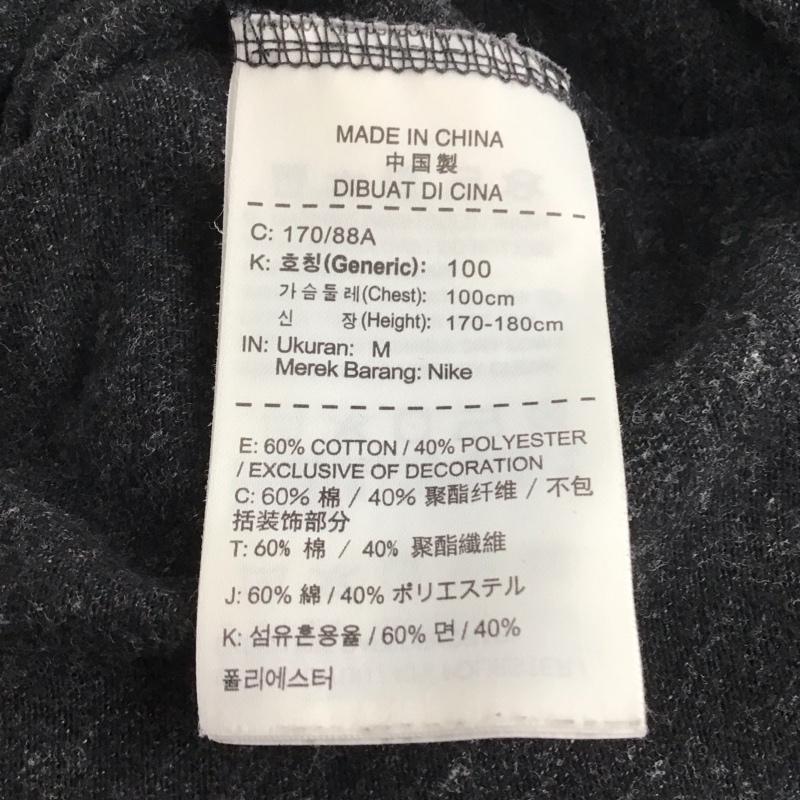 MADE IN CHINA
中国製
DIBUAT DI CINA
C: 170/88A
K: 호칭(Generic): 100
가슴둘레(Chest): 100cm
신 장(Height): 170-180cm
IN: Ukuran: M
Merek Barang: Nike
E: 60% COTTON / 40% POLYESTER
/ EXCLUSIVE OF DECORATION
C: 60% 棉 / 40% 聚酯纤维 / 不包
括装饰部分
T: 60% 棉 / 40% 聚酯纖維
J: 60% 綿 / 40% ポリエステル
K: 섬유혼용율 / 60% 면 / 40%
폴리에스터